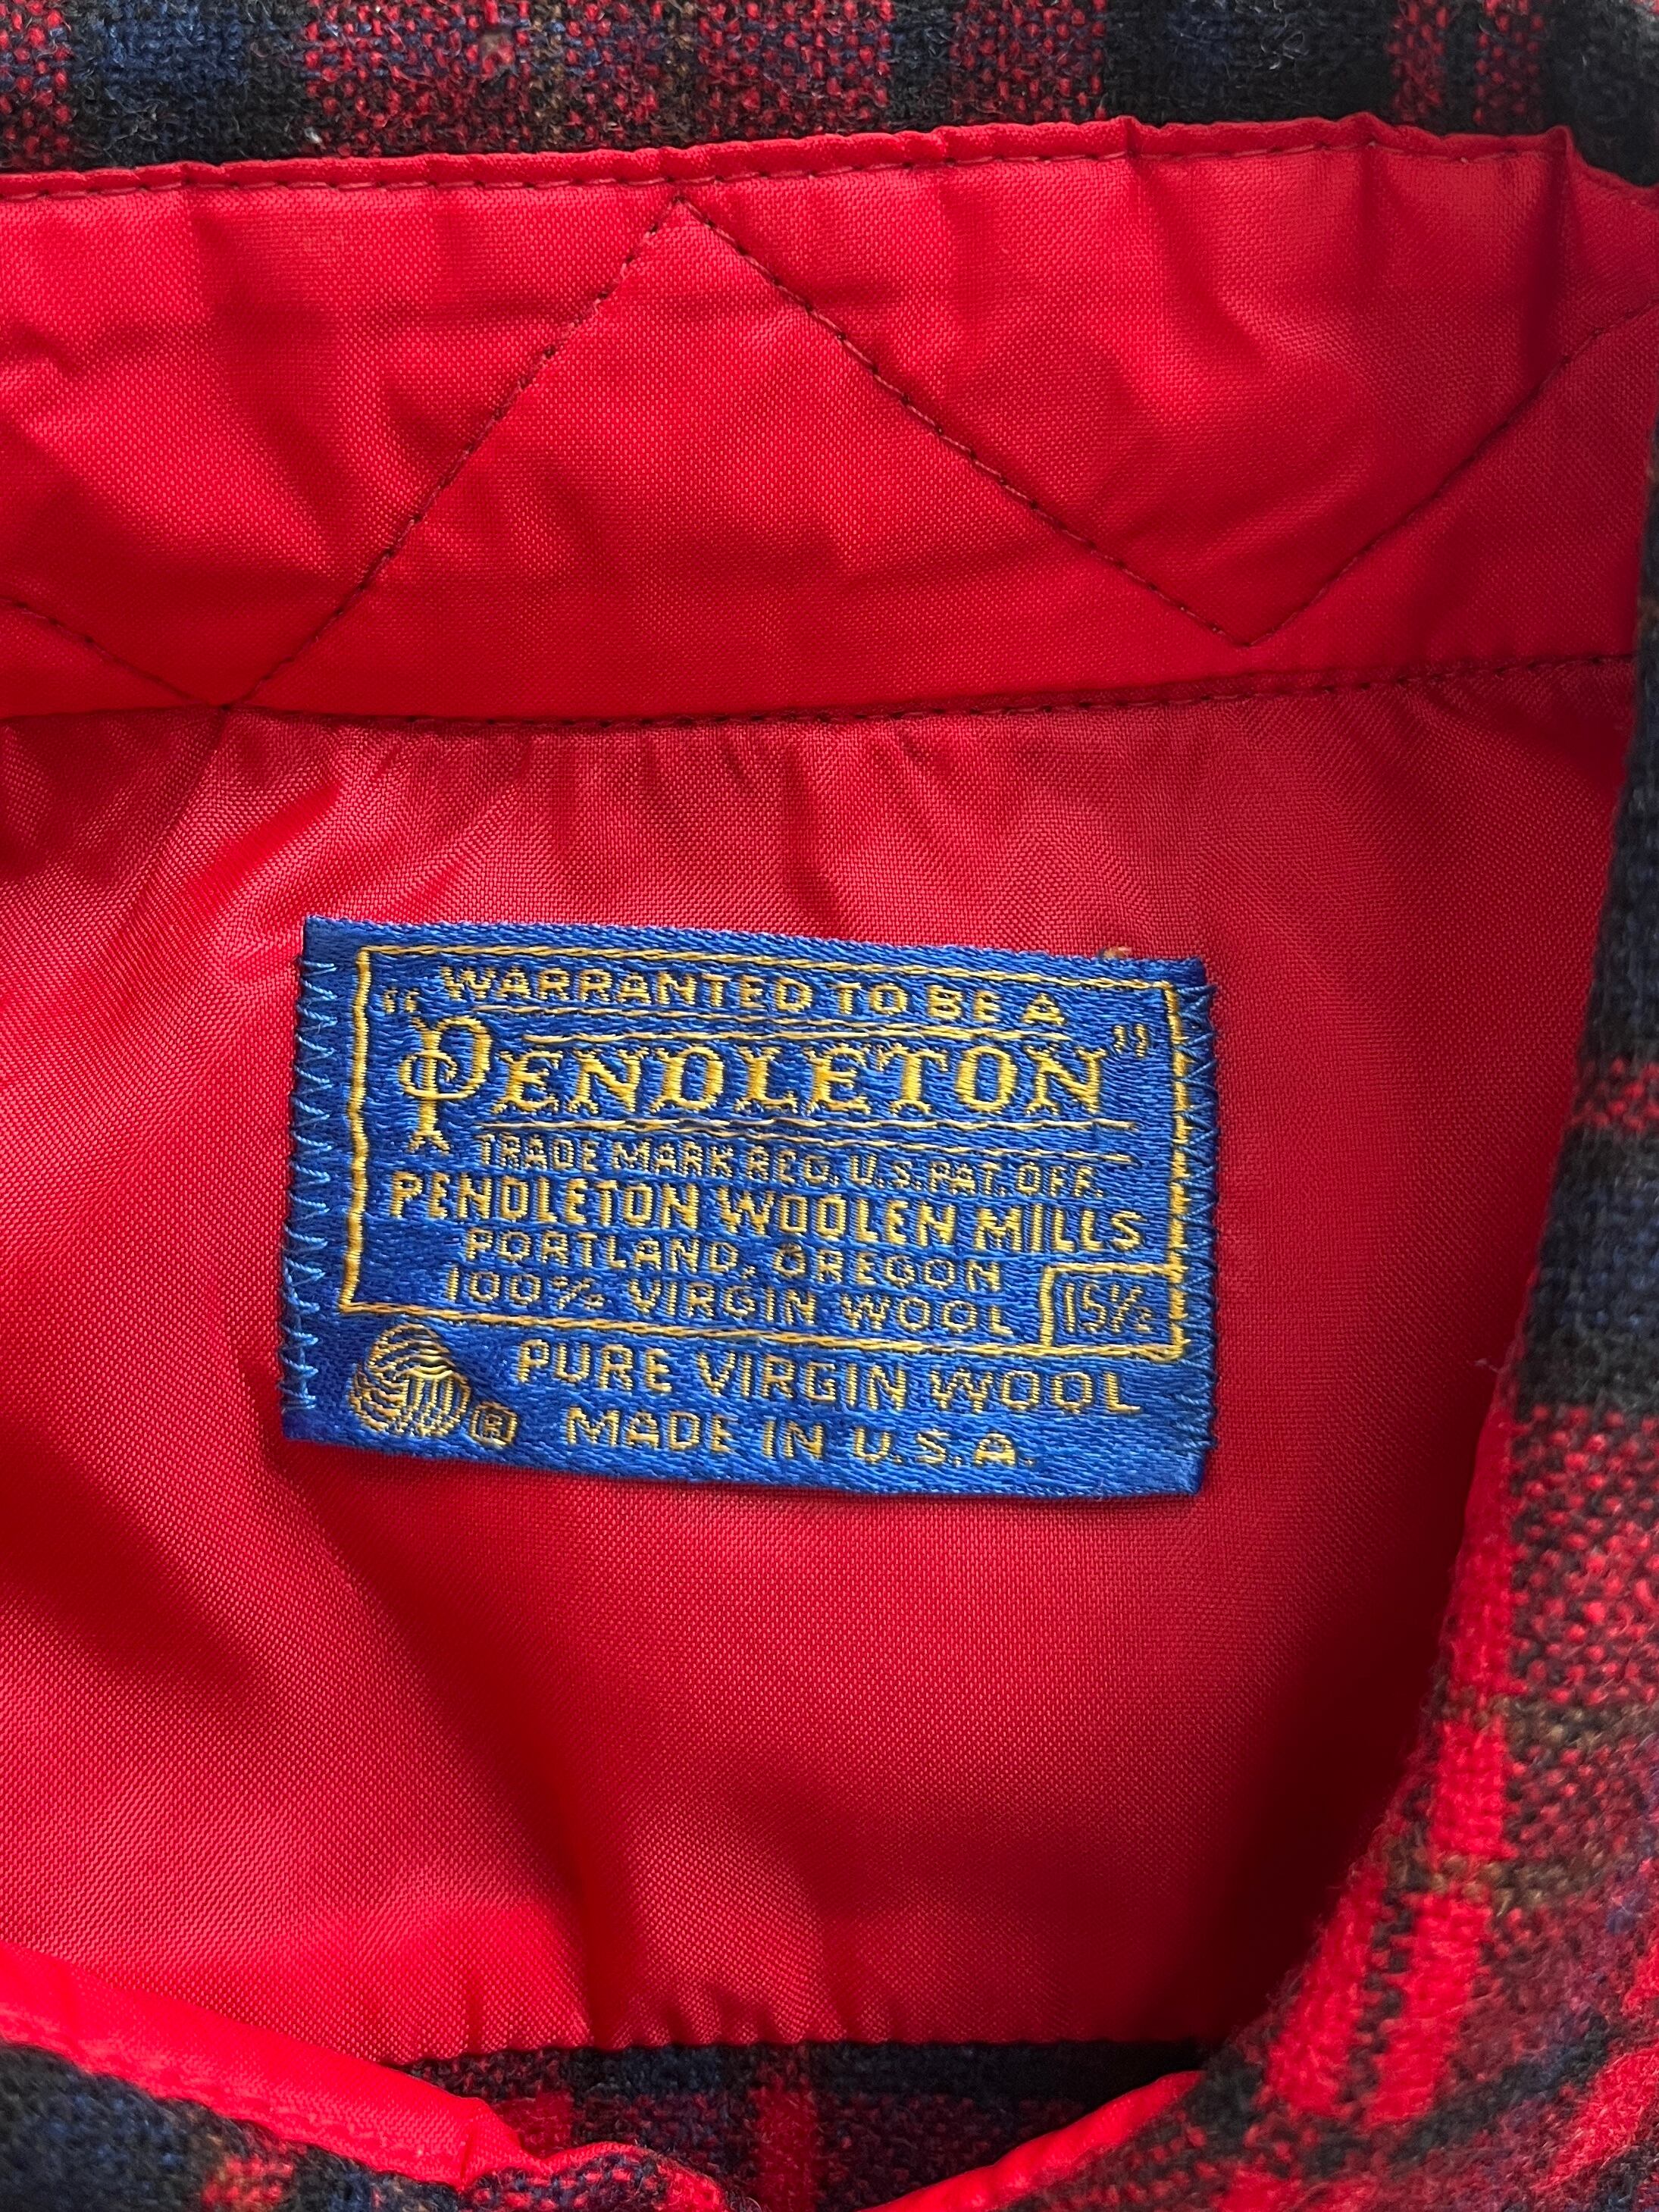 WARRANTED TO BE A
"PENDLETON"
TRADE MARK REG. U.S. PAT. OFF.
PENDLETON WOOLEN MILLS
PORTLAND, OREGON
100% VIRGIN WOOL 15½
PURE VIRGIN WOOL
® MADE IN U.S.A.